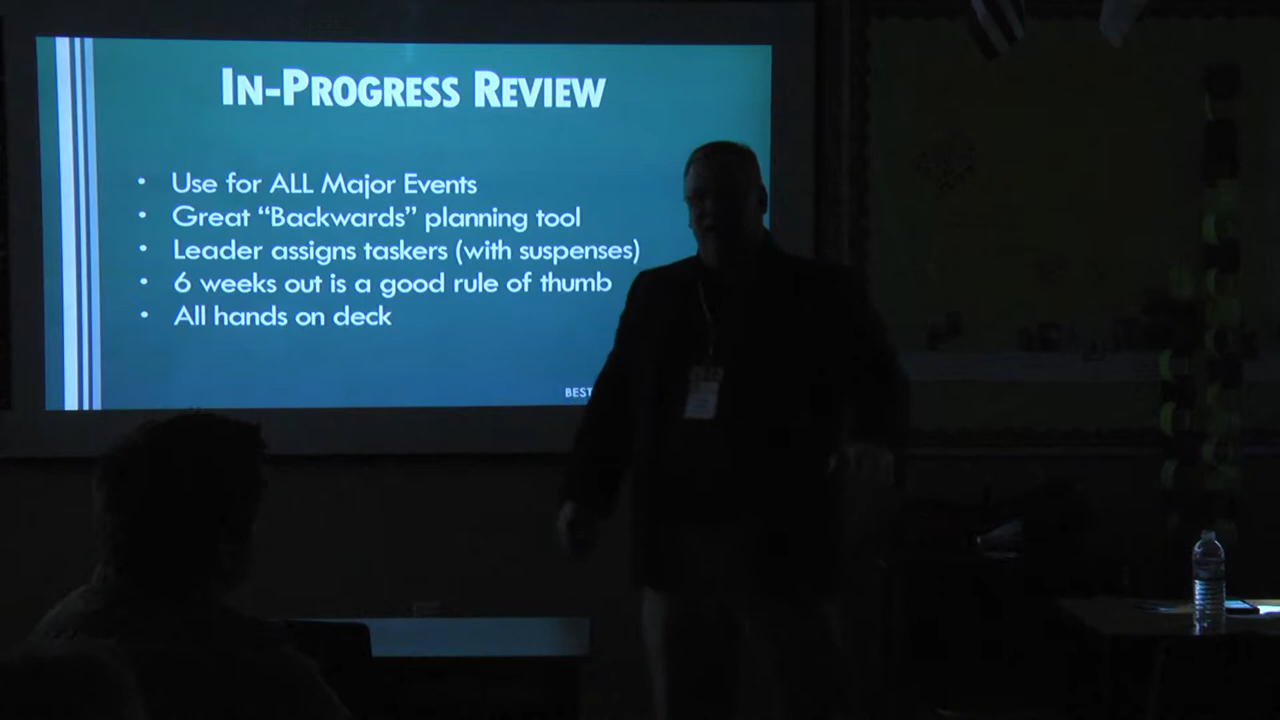 IN-PROGRESS REVIEW
• Use for ALL Major Events
• Great “Backwards” planning tool
• Leader assigns taskers (with suspenses)
• 6 weeks out is a good rule of thumb
• All hands on deck
BEST